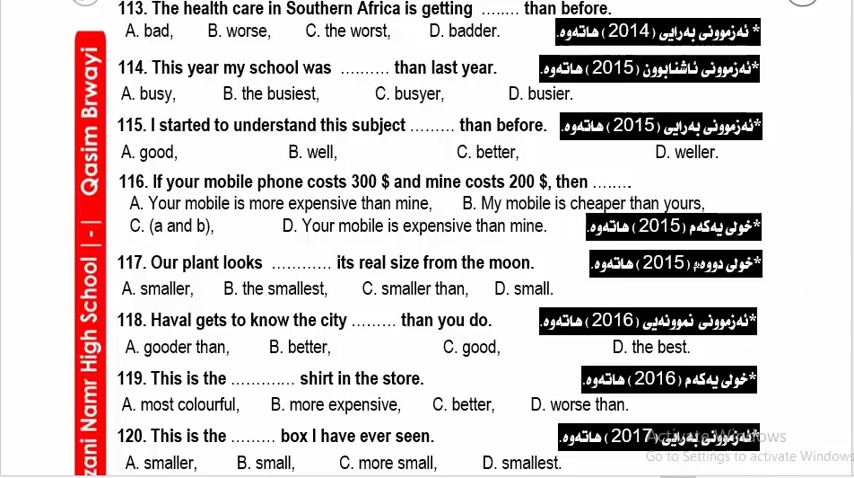 113. The health care in Southern Africa is getting ........ than before.
A. bad, B. worse, C. the worst, D. badder. *ئەزموونی بەرایی (2014) هاتەوە.
114. This year my school was .......... than last year. *ئەزموونی ئاشنابوون (2015) هاتەوە.
A. busy, B. the busiest, C. busyer, D. busier.
115. I started to understand this subject ......... than before. *ئەزموونی بەرایی (2015) هاتەوە.
A. good, B. well, C. better, D. weller.
116. If your mobile phone costs 300 $ and mine costs 200 $, then ........
A. Your mobile is more expensive than mine, B. My mobile is cheaper than yours,
C. (a and b), D. Your mobile is expensive than mine. *خولی یەکەم (2015) هاتەوە.
117. Our plant looks ............ its real size from the moon. *خولی دووەم (2015) هاتەوە.
A. smaller, B. the smallest, C. smaller than, D. small.
118. Haval gets to know the city ......... than you do. *ئەزموونی نموونەیی (2016) هاتەوە.
A. gooder than, B. better, C. good, D. the best.
119. This is the ............. shirt in the store. *خولی یەکەم (2016) هاتەوە.
A. most colourful, B. more expensive, C. better, D. worse than.
120. This is the ......... box I have ever seen. *ئەزموونی بەرایی (2017) هاتەوە.
A. smaller, B. small, C. more small, D. smallest.
zani Namr High School | - | Qasim Brwayi
Activate Windows
Go to Settings to activate Windows